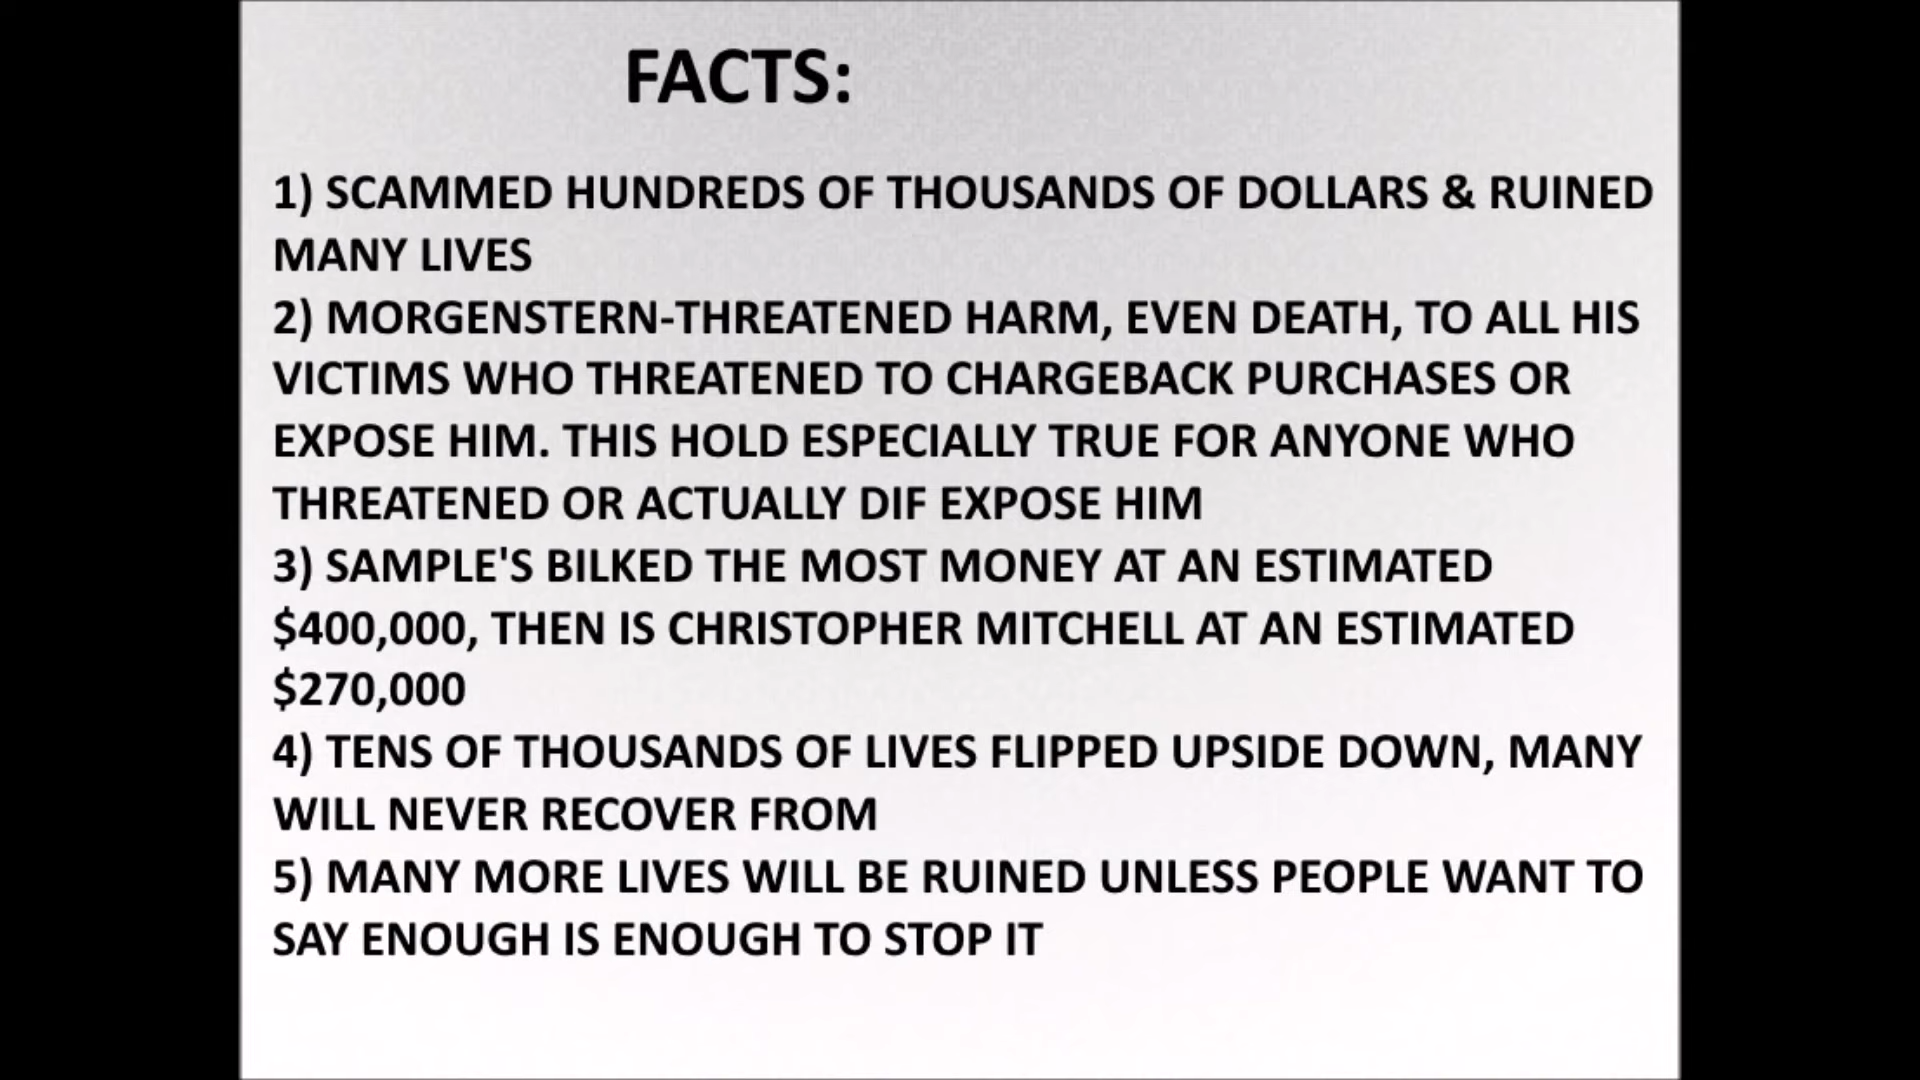 FACTS:
1) SCAMMED HUNDREDS OF THOUSANDS OF DOLLARS & RUINED
MANY LIVES
2) MORGENSTERN-THREATENED HARM, EVEN DEATH, TO ALL HIS
VICTIMS WHO THREATENED TO CHARGEBACK PURCHASES OR
EXPOSE HIM. THIS HOLD ESPECIALLY TRUE FOR ANYONE WHO
THREATENED OR ACTUALLY DIF EXPOSE HIM
3) SAMPLE'S BILKED THE MOST MONEY AT AN ESTIMATED
$400,000, THEN IS CHRISTOPHER MITCHELL AT AN ESTIMATED
$270,000
4) TENS OF THOUSANDS OF LIVES FLIPPED UPSIDE DOWN, MANY
WILL NEVER RECOVER FROM
5) MANY MORE LIVES WILL BE RUINED UNLESS PEOPLE WANT TO
SAY ENOUGH IS ENOUGH TO STOP IT